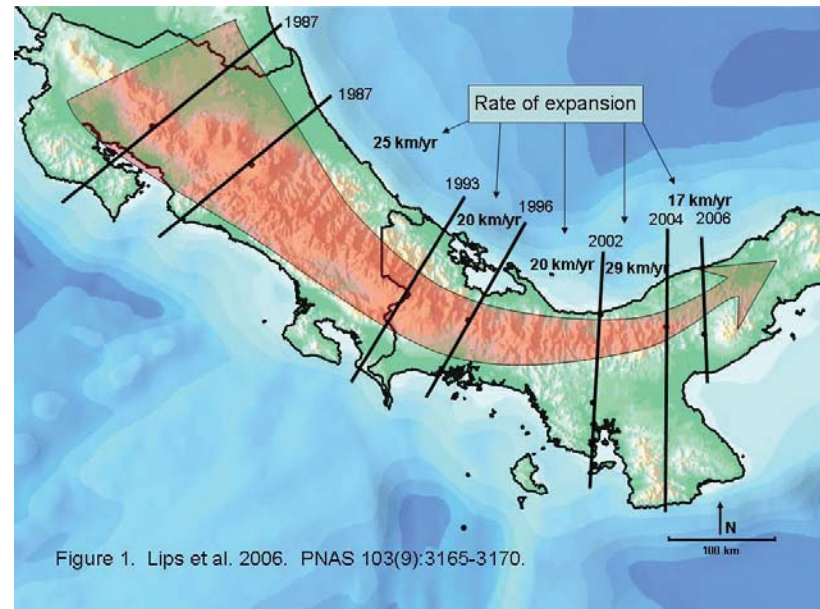 1987
1987
Rate of expansion
25 km/yr
1993
20 km/yr
1996
17 km/yr
2004
2006
2002
20 km/yr
29 km/yr
N
100 km
Figure 1. Lips et al. 2006. PNAS 103(9):3165-3170.